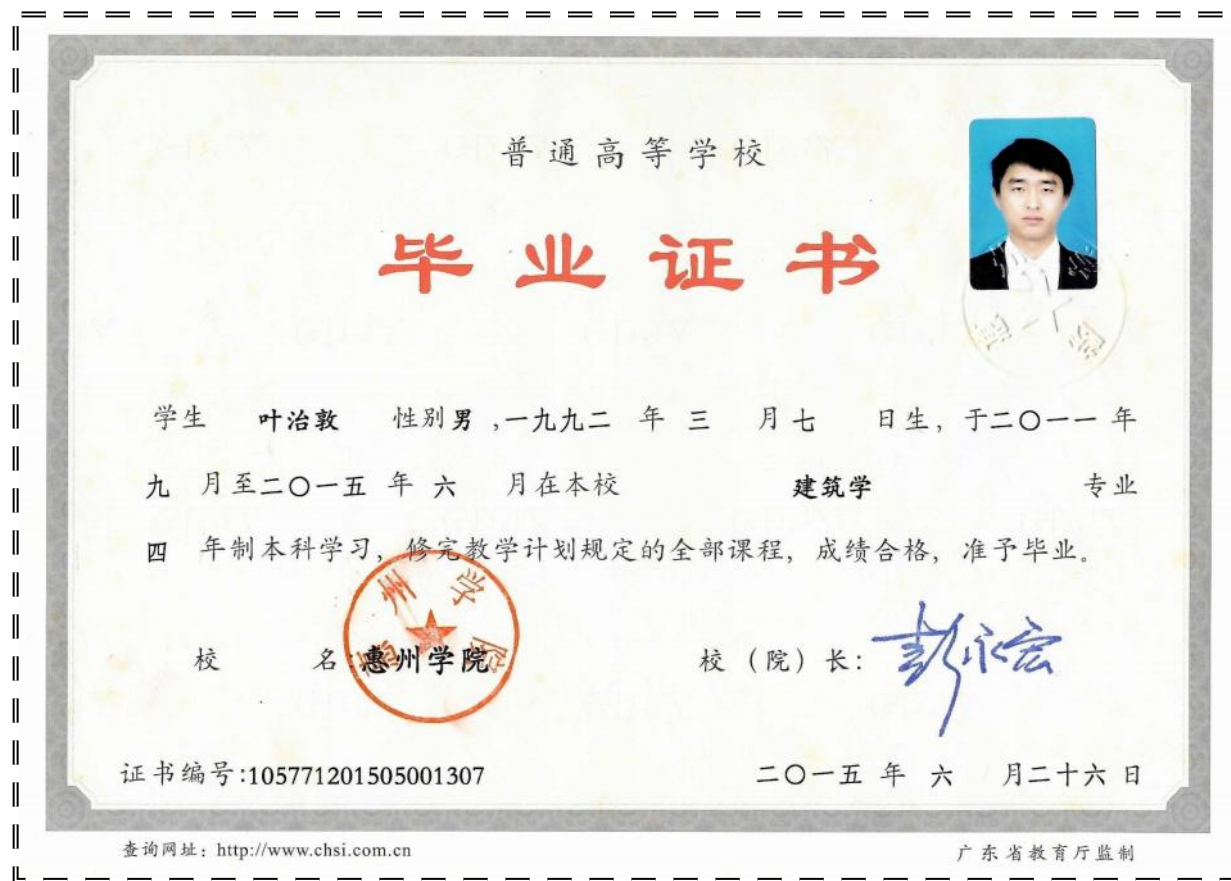 普通高等学校
毕业证书
学生 叶治敦 性别男,一九九二 年 三 月七 日生, 于二〇一一 年
九 月至二〇一五 年 六 月在本校 建筑学 专业
四 年制本科学习, 修完教学计划规定的全部课程, 成绩合格, 准予毕业。
州学
院
校 名:惠州学院 校（院）长: 彭永宏
证书编号:105771201505001307 二〇一五 年 六 月二十六 日
查询网址: http://www.chsi.com.cn 广东省教育厅监制